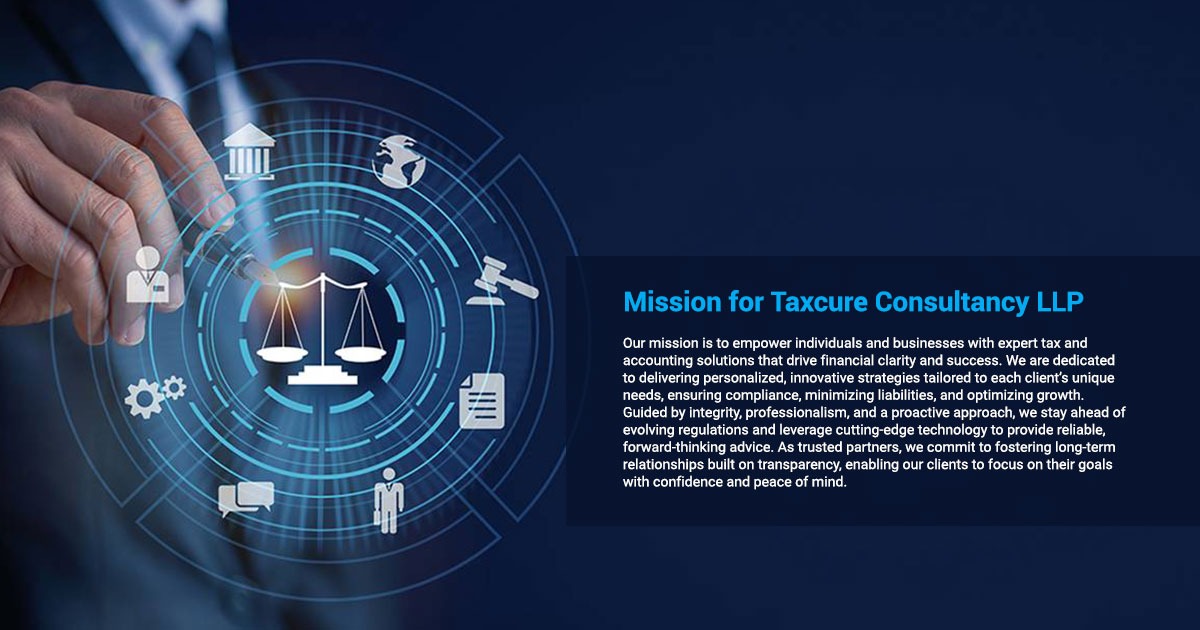 Mission for Taxcure Consultancy LLP
Our mission is to empower individuals and businesses with expert tax and
accounting solutions that drive financial clarity and success. We are dedicated
to delivering personalized, innovative strategies tailored to each client's unique
needs, ensuring compliance, minimizing liabilities, and optimizing growth.
Guided by integrity, professionalism, and a proactive approach, we stay ahead of
evolving regulations and leverage cutting-edge technology to provide reliable,
forward-thinking advice. As trusted partners, we commit to fostering long-term
relationships built on transparency, enabling our clients to focus on their goals
with confidence and peace of mind.